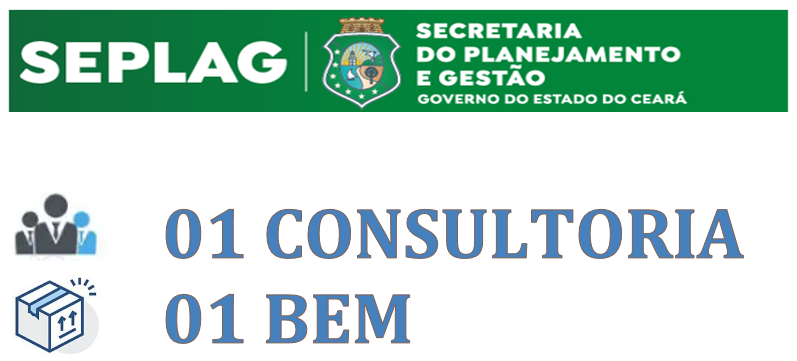 SEPLAG
SECRETARIA
DO PLANEJAMENTO
E GESTÃO
GOVERNO DO ESTADO DO CEARÁ
01 CONSULTORIA
01 BEM